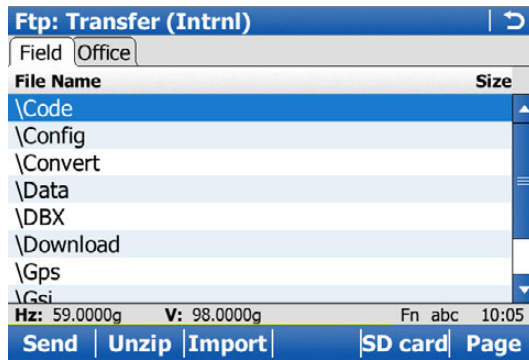 Ftp: Transfer (Intrnl)
Field Office
File Name Size
\Code
\Config
\Convert
\Data
\DBX
\Download
\Gps
\Gsi
Hz: 59.0000g V: 98.0000g Fn abc 10:05
Send Unzip Import SD card Page